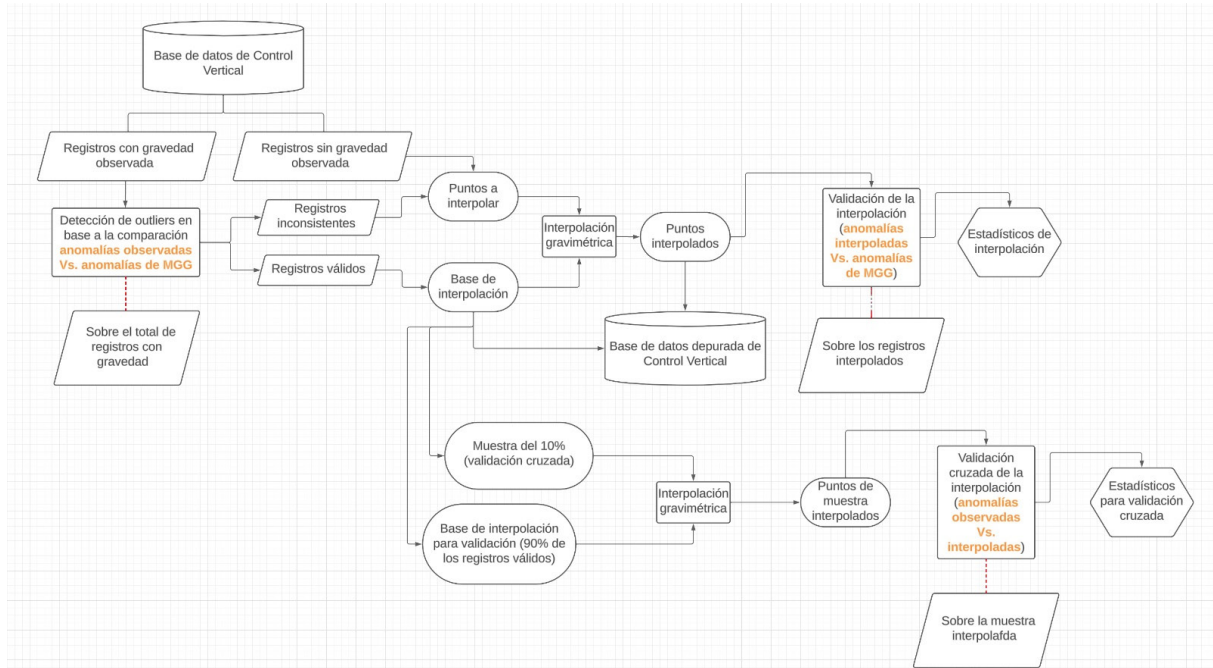 Base de datos de Control
Vertical
Registros con gravedad
observada
Registros sin gravedad
observada
Detección de outliers en
base a la comparación
anomalías observadas
Vs. anomalías de MGG
Sobre el total de
registros con
gravedad
Registros
inconsistentes
Registros válidos
Puntos a
interpolar
Base de
interpolación
Interpolación
gravimétrica
Puntos
interpolados
Base de datos depurada de
Control Vertical
Validación de la
interpolación
(anomalías
interpoladas
Vs. anomalías
de MGG)
Estadísticos de
interpolación
Sobre los registros
interpolados
Muestra del 10%
(validación cruzada)
Base de interpolación
para validación (90% de
los registros válidos)
Interpolación
gravimétrica
Puntos de
muestra
interpolados
Validación
cruzada de la
interpolación
(anomalías
observadas
Vs.
interpoladas)
Estadísticos
para validación
cruzada
Sobre la muestra
interpolafda